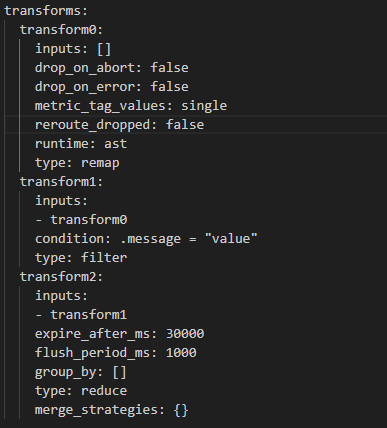 transforms:
  transform0:
    inputs: []
    drop_on_abort: false
    drop_on_error: false
    metric_tag_values: single
    reroute_dropped: false
    runtime: ast
    type: remap
  transform1:
    inputs:
    - transform0
    condition: .message = "value"
    type: filter
  transform2:
    inputs:
    - transform1
    expire_after_ms: 30000
    flush_period_ms: 1000
    group_by: []
    type: reduce
    merge_strategies: {}